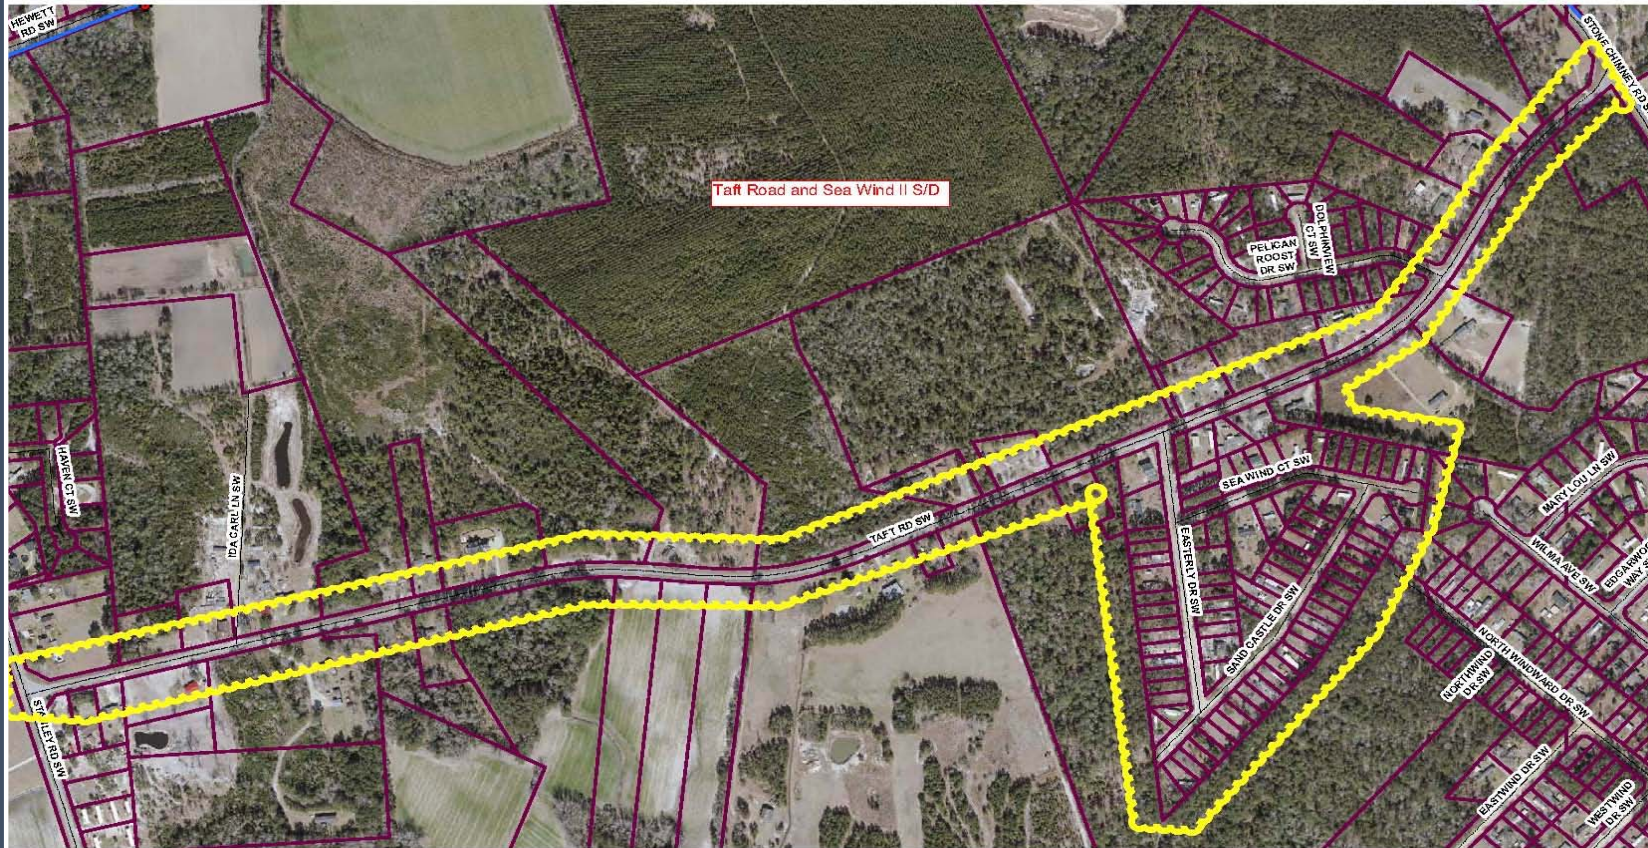 HEWETT
RD SW
STONE CHIMNEY RD S
Taft Road and Sea Wind II S/D
DOLPHINVIEW
CT SW
PELICAN
ROOST
DR SW
HAVEN CT SW
IDA CARL LN SW
TAFT RD SW
SEA WIND CT SW
MARY LOU LN SW
EASTERLY DR SW
WILMA AVE SW
EDGARWOO
WAY S
SAND CASTLE DR SW
NORTHWIND
DR SW
NORTH WINDWARD DR SW
STANLEY RD SW
EASTWIND DR SW
WESTWIND
DR SW